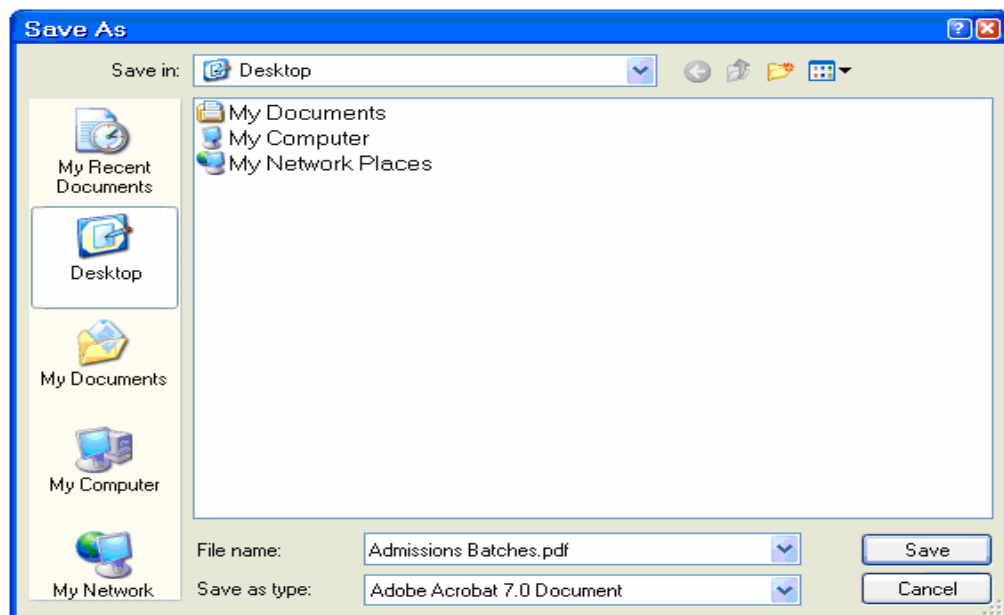 Save As
Save in: Desktop
My Documents
My Computer
My Network Places
My Recent
Documents
Desktop
My Documents
My Computer
My Network
File name: Admissions Batches.pdf Save
Save as type: Adobe Acrobat 7.0 Document Cancel